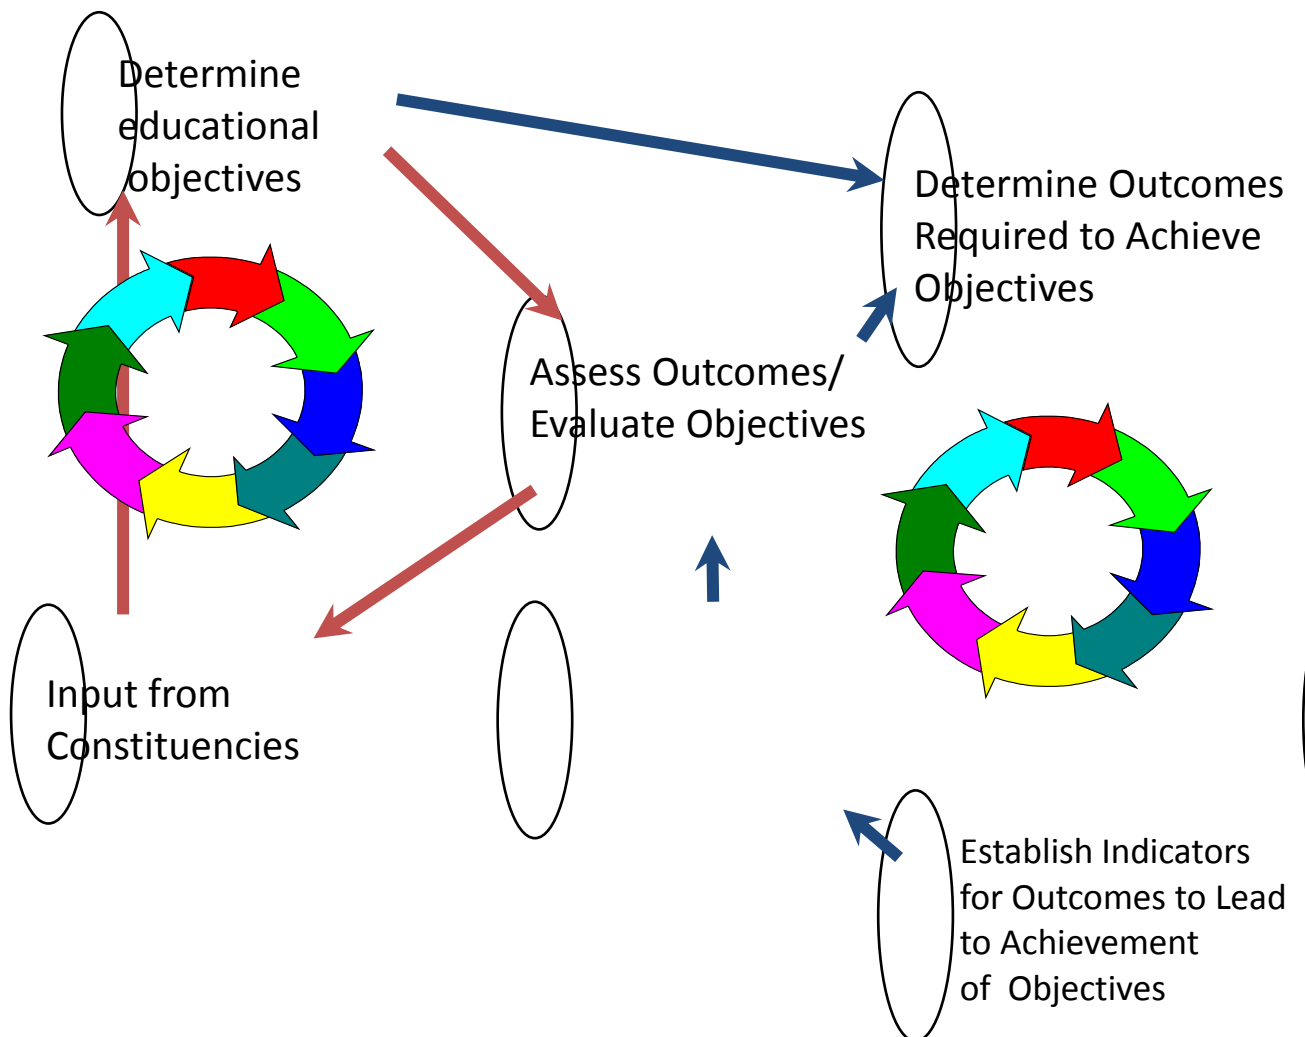 Determine
educational
objectives
Determine Outcomes
Required to Achieve
Objectives
Assess Outcomes/
Evaluate Objectives
Input from
Constituencies
Establish Indicators
for Outcomes to Lead
to Achievement
of  Objectives